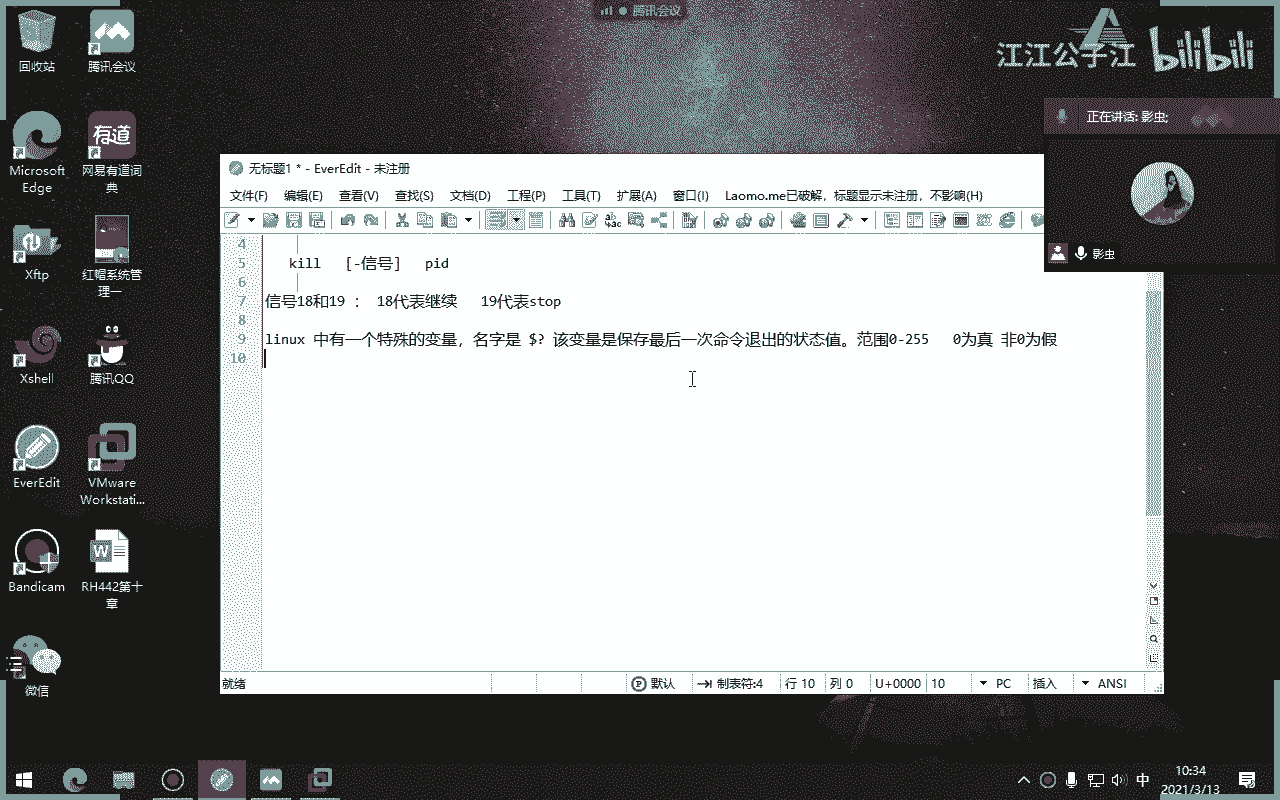 腾讯会议
江江公子江 bilibili
回收站
腾讯会议
正在讲话: 影虫;
影虫
Microsoft Edge
有道
网易有道词典
Xftp
红帽系统管理一
Xshell
腾讯QQ
EverEdit
VMware Workstati...
Bandicam
RH442第十章
微信
无标题1 * - EverEdit - 未注册
文件(F) 编辑(E) 查看(V) 查找(S) 文档(D) 工程(P) 工具(T) 扩展(A) 窗口(I) Laomo.me已破解，标题显示未注册，不影响(H)
4
5 kill [-信号] pid
6
7 信号18和19 ： 18代表继续 19代表stop
8
9 linux 中有一个特殊的变量，名字是 $? 该变量是保存最后一次命令退出的状态值。范围0-255 0为真 非0为假
10
就绪 默认 制表符:4 行 10 列 0 U+0000 10 PC 插入 ANSI
中 10:34
2021/3/13